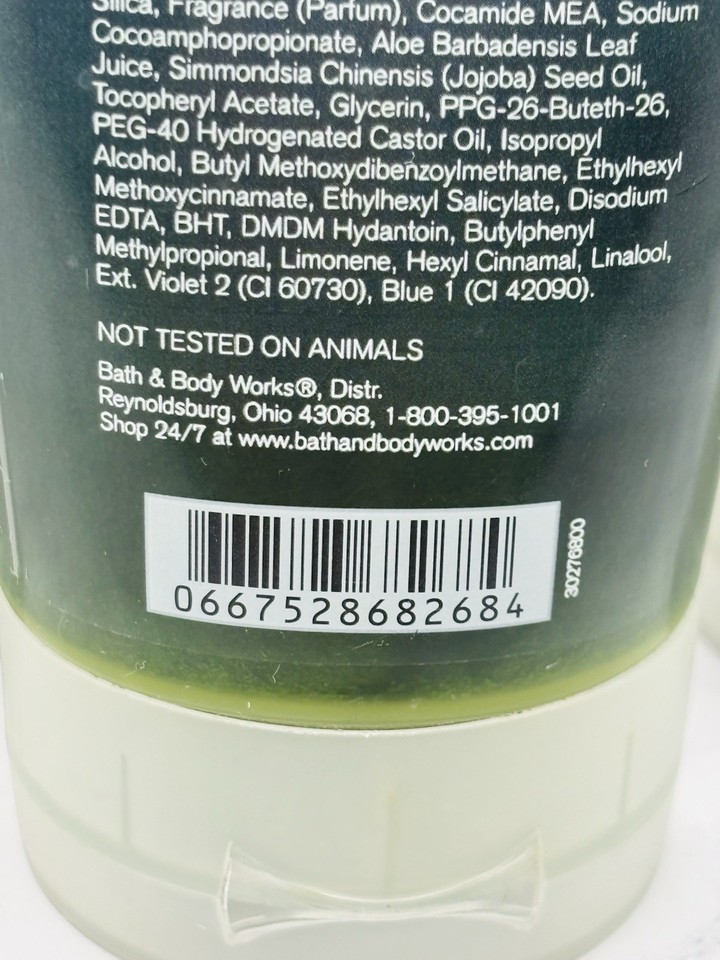 Silica, Fragrance (Parfum), Cocamide MEA, Sodium
Cocoamphopropionate, Aloe Barbadensis Leaf
Juice, Simmondsia Chinensis (Jojoba) Seed Oil,
Tocopheryl Acetate, Glycerin, PPG-26-Buteth-26,
PEG-40 Hydrogenated Castor Oil, Isopropyl
Alcohol, Butyl Methoxydibenzoylmethane, Ethylhexyl
Methoxycinnamate, Ethylhexyl Salicylate, Disodium
EDTA, BHT, DMDM Hydantoin, Butylphenyl
Methylpropional, Limonene, Hexyl Cinnamal, Linalool,
Ext. Violet 2 (CI 60730), Blue 1 (CI 42090).
NOT TESTED ON ANIMALS
Bath & Body Works®, Distr.
Reynoldsburg, Ohio 43068, 1-800-395-1001
Shop 24/7 at www.bathandbodyworks.com
0667528682684
30276800